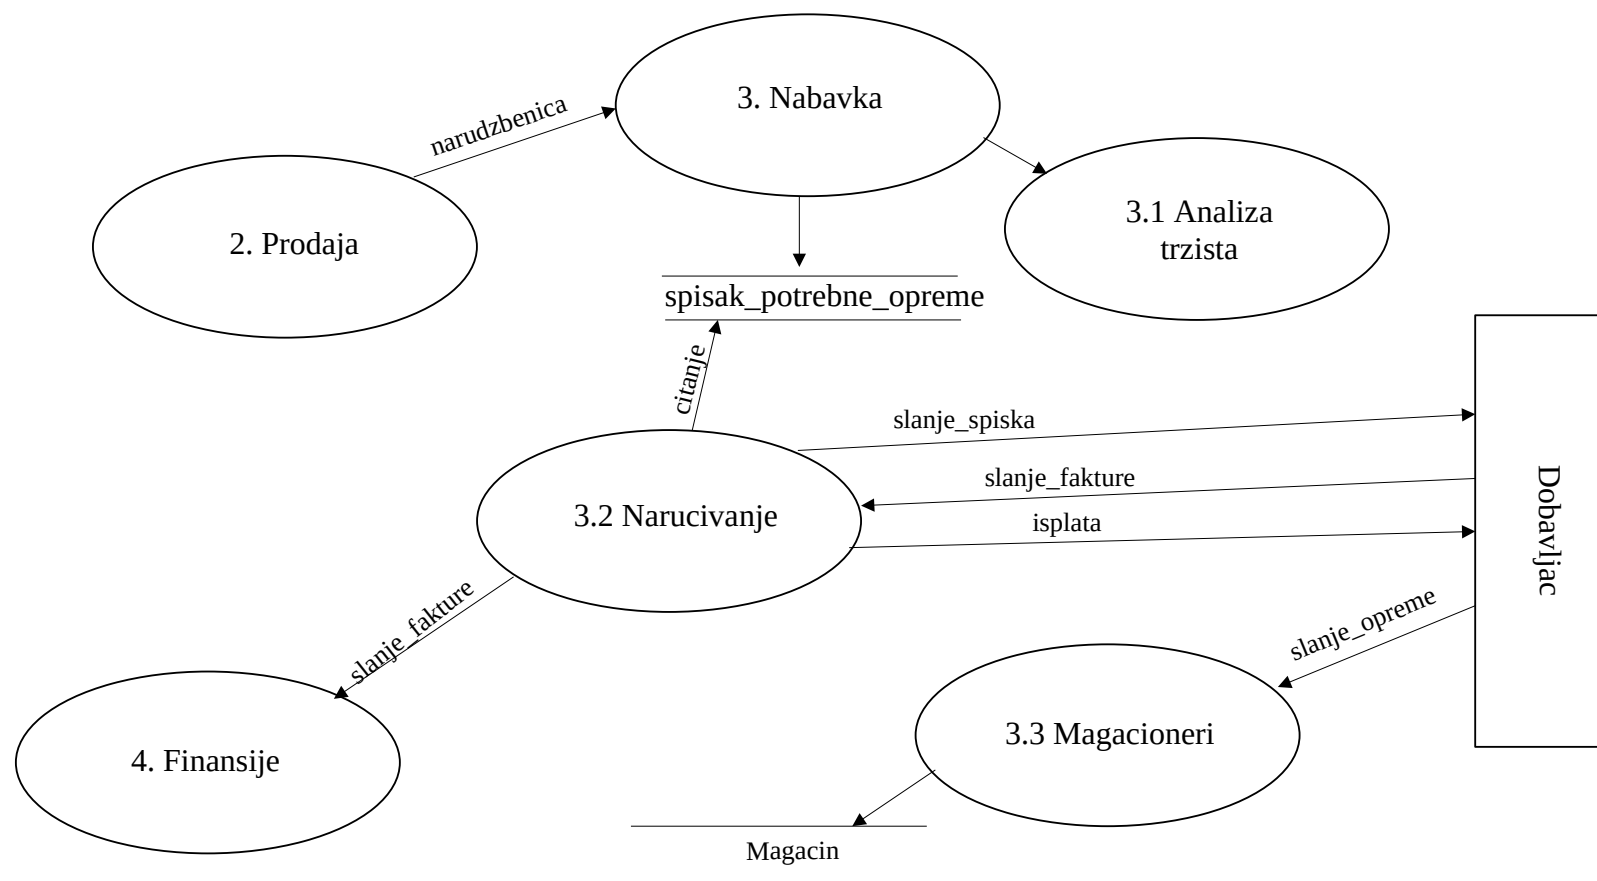 3. Nabavka
narudzbenica
3.1 Analiza
trzista
2. Prodaja
spisak_potrebne_opreme
citanje
slanje_spiska
slanje_fakture
3.2 Narucivanje
isplata
Dobavljac
slanje_fakture
slanje_opreme
3.3 Magacioneri
4. Finansije
Magacin